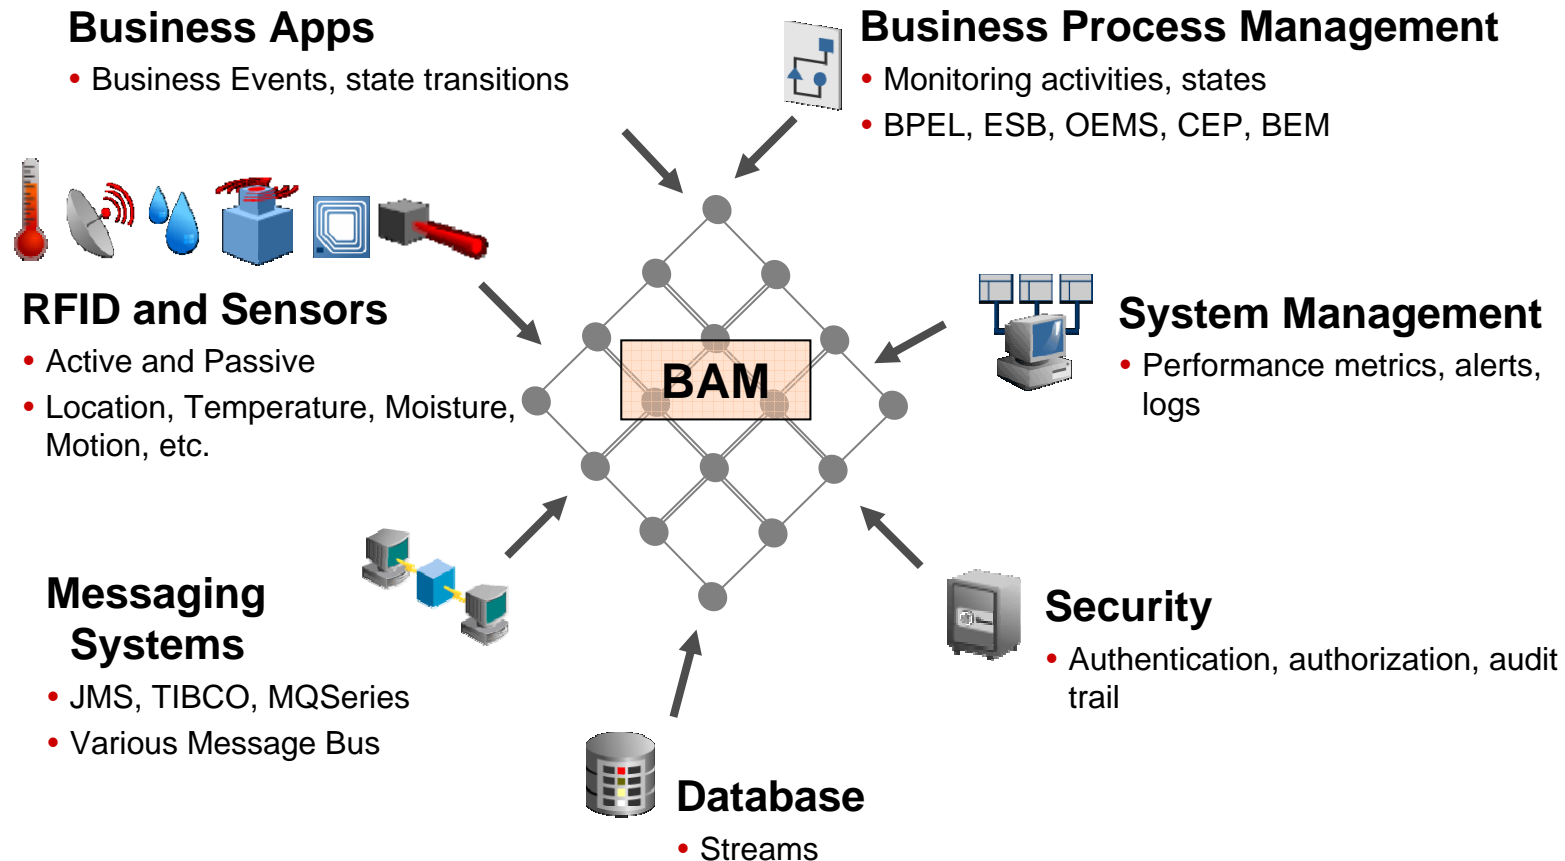 Business Apps
• Business Events, state transitions
Business Process Management
• Monitoring activities, states
• BPEL, ESB, OEMS, CEP, BEM
RFID and Sensors
• Active and Passive
• Location, Temperature, Moisture,
Motion, etc.
BAM
System Management
• Performance metrics, alerts,
logs
Messaging
Systems
• JMS, TIBCO, MQSeries
• Various Message Bus
Security
• Authentication, authorization, audit
trail
Database
• Streams